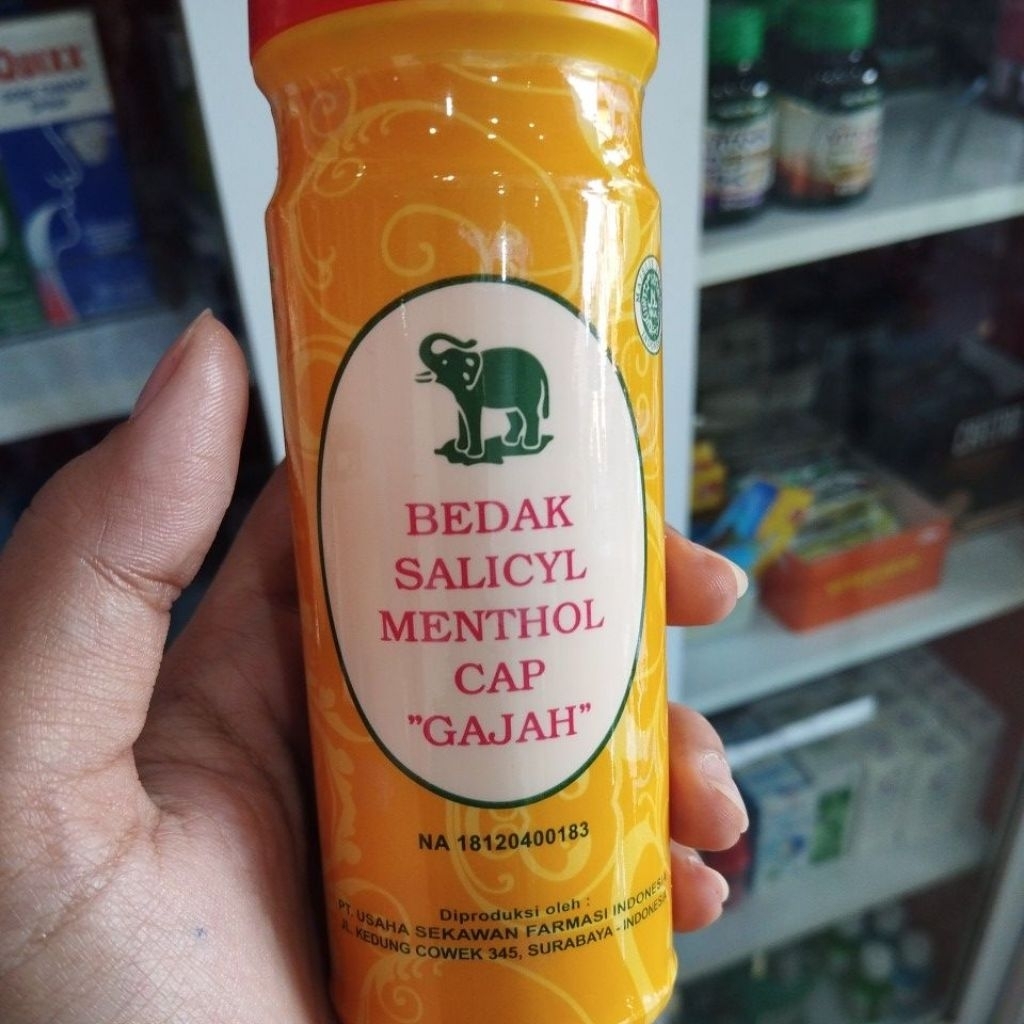 BEDAK
SALICYL
MENTHOL
CAP
"GAJAH"
NA 18120400183
Diproduksi oleh :
PT. USAHA SEKAWAN FARMASI INDONESIA
JL. KEDUNG COWEK 345, SURABAYA - INDONESIA